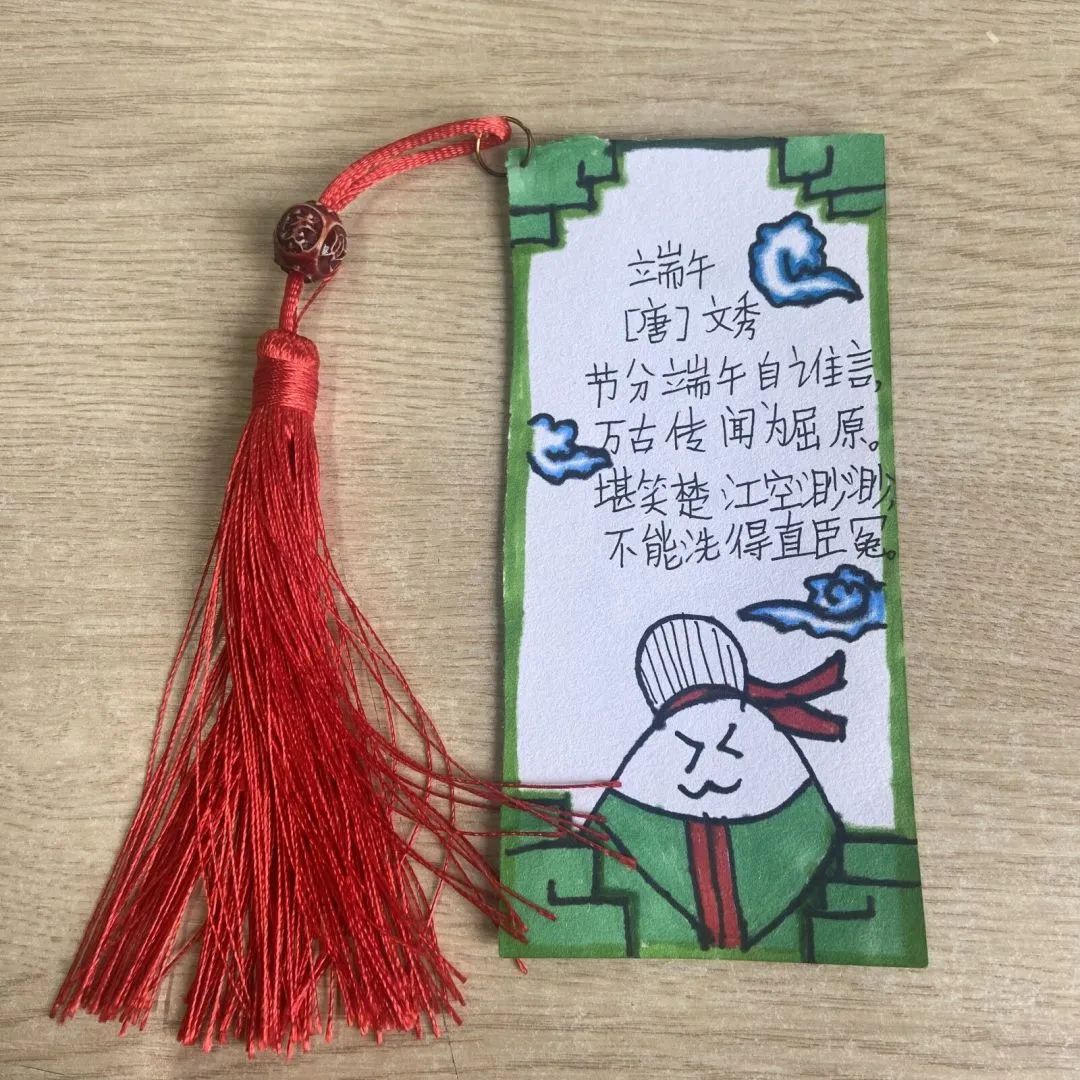 端午
[唐] 文秀
节分端午自谁言,
万古传闻为屈原。
堪笑楚江空渺渺,
不能洗得直臣冤。